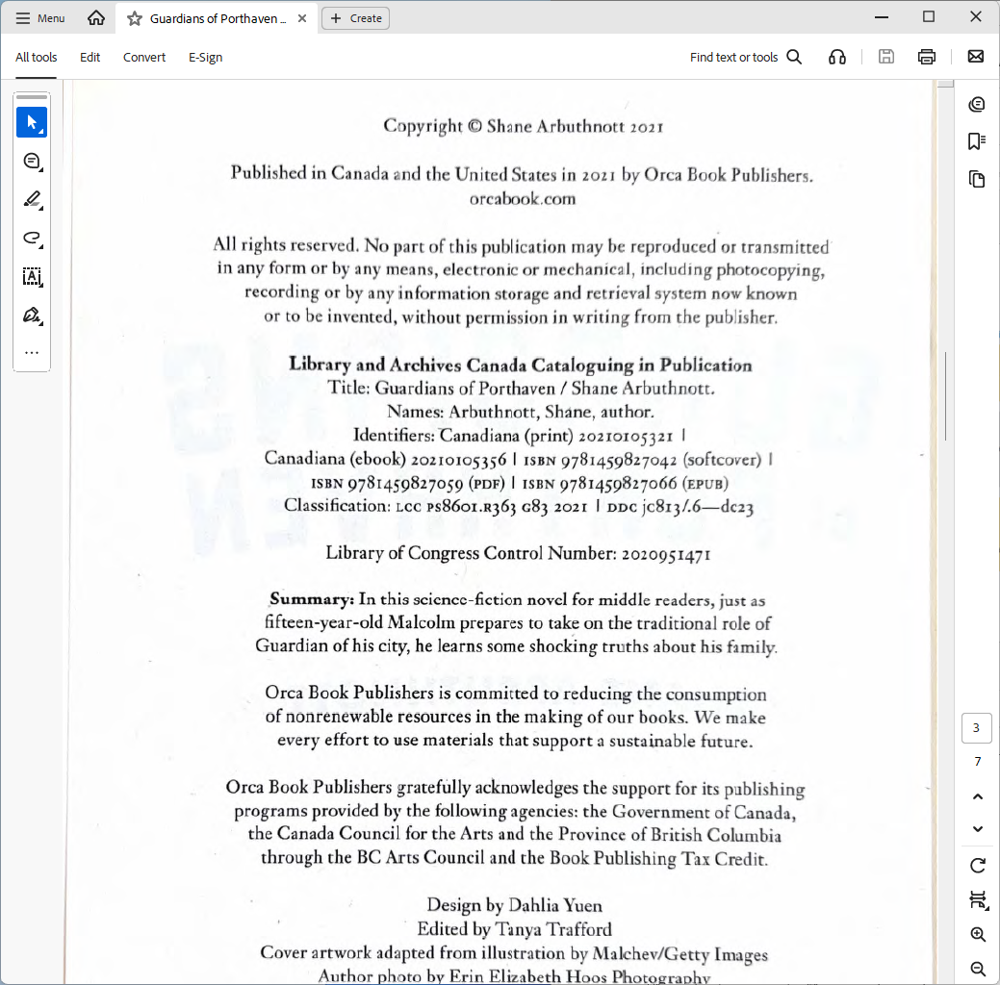 Menu
Guardians of Porthaven ...
Create
All tools
Edit
Convert
E-Sign
Find text or tools
Copyright © Shane Arbuthnott 2021
Published in Canada and the United States in 2021 by Orca Book Publishers.
orcabook.com
All rights reserved. No part of this publication may be reproduced or transmitted
in any form or by any means, electronic or mechanical, including photocopying,
recording or by any information storage and retrieval system now known
or to be invented, without permission in writing from the publisher.
Library and Archives Canada Cataloguing in Publication
Title: Guardians of Porthaven / Shane Arbuthnott.
Names: Arbuthnott, Shane, author.
Identifiers: Canadiana (print) 20210105321 |
Canadiana (ebook) 20210105356 | ISBN 9781459827042 (softcover) |
ISBN 9781459827059 (PDF) | ISBN 9781459827066 (EPUB)
Classification: LCC PS8601.R363 G83 2021 | DDC jc813/.6—dc23
Library of Congress Control Number: 2020951471
Summary: In this science-fiction novel for middle readers, just as
fifteen-year-old Malcolm prepares to take on the traditional role of
Guardian of his city, he learns some shocking truths about his family.
Orca Book Publishers is committed to reducing the consumption
of nonrenewable resources in the making of our books. We make
every effort to use materials that support a sustainable future.
Orca Book Publishers gratefully acknowledges the support for its publishing
programs provided by the following agencies: the Government of Canada,
the Canada Council for the Arts and the Province of British Columbia
through the BC Arts Council and the Book Publishing Tax Credit.
Design by Dahlia Yuen
Edited by Tanya Trafford
Cover artwork adapted from illustration by Malchev/Getty Images
Author photo by Erin Elizabeth Hoos Photography
3
7